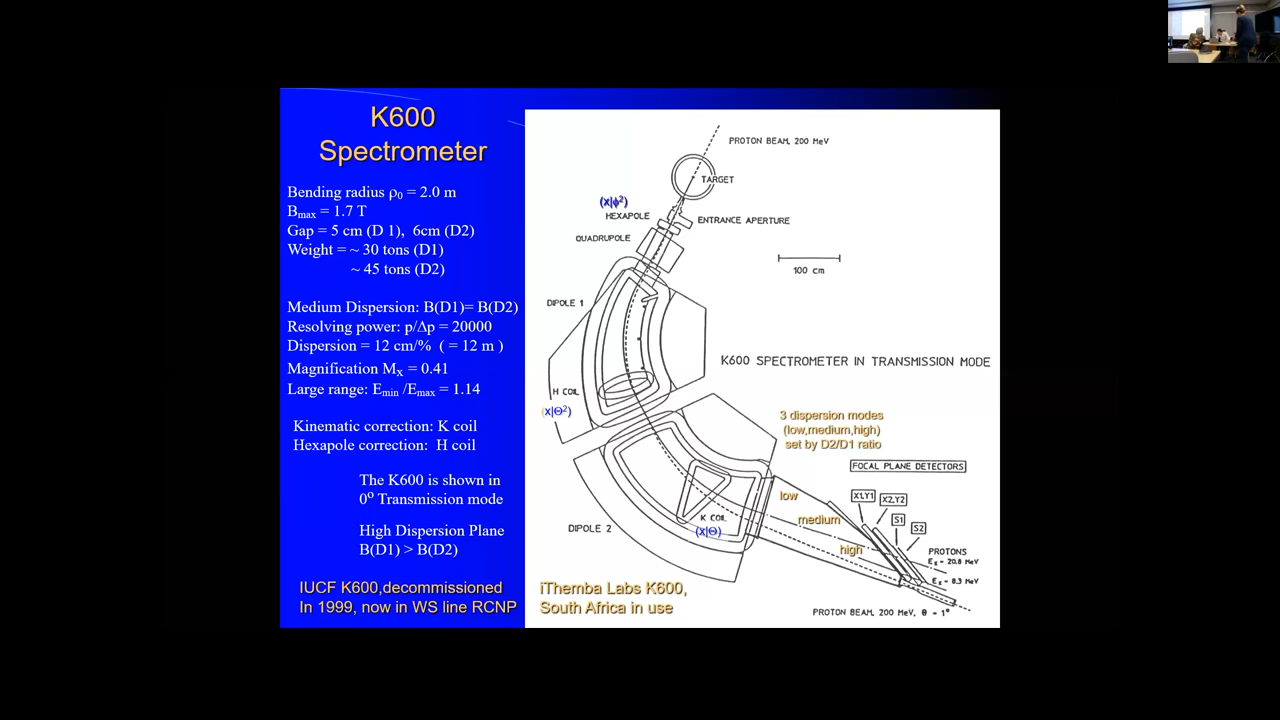 K600
Spectrometer
Bending radius ρ₀ = 2.0 m
Bmax = 1.7 T
Gap = 5 cm (D 1), 6cm (D2)
Weight = ~ 30 tons (D1)
~ 45 tons (D2)
Medium Dispersion: B(D1)= B(D2)
Resolving power: p/Δp = 20000
Dispersion = 12 cm/% ( = 12 m )
Magnification Mx = 0.41
Large range: Emin /Emax = 1.14
Kinematic correction: K coil
Hexapole correction: H coil
The K600 is shown in
0º Transmission mode
High Dispersion Plane
B(D1) > B(D2)
IUCF K600,decommissioned
In 1999, now in WS line RCNP
PROTON BEAM, 200 MeV
TARGET
(x|ϕ²)
HEXAPOLE
ENTRANCE APERTURE
QUADRUPOLE
100 cm
DIPOLE 1
K600 SPECTROMETER IN TRANSMISSION MODE
H COIL
(x|Θ²)
3 dispersion modes
(low,medium,high)
set by D2/D1 ratio
FOCAL PLANE DETECTORS
low
X1,Y1
X2,Y2
medium
S1
S2
K COIL
(x|Θ)
DIPOLE 2
high
PROTONS
Ex = 20.8 MeV
Ex = 8.3 MeV
iThemba Labs K600,
South Africa in use
PROTON BEAM, 200 MeV, θ = 1°